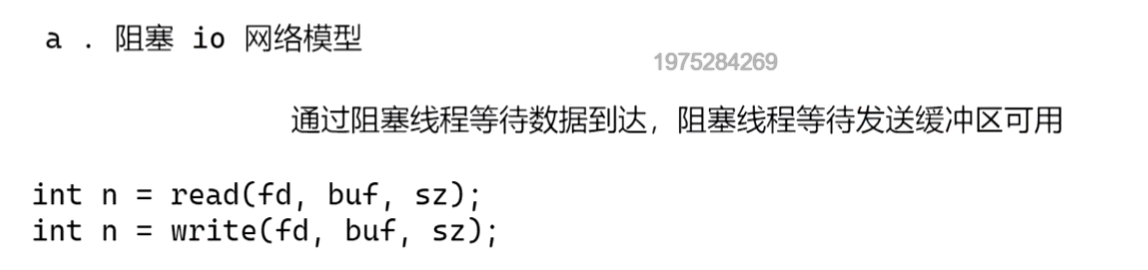 a . 阻塞 io 网络模型
1975284269
通过阻塞线程等待数据到达，阻塞线程等待发送缓冲区可用
int n = read(fd, buf, sz);
int n = write(fd, buf, sz);